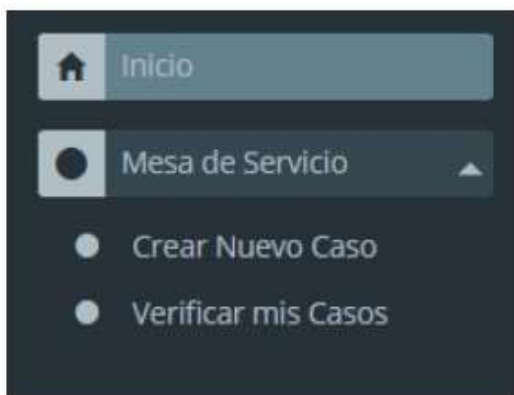 Inicio
Mesa de Servicio
Crear Nuevo Caso
Verificar mis Casos